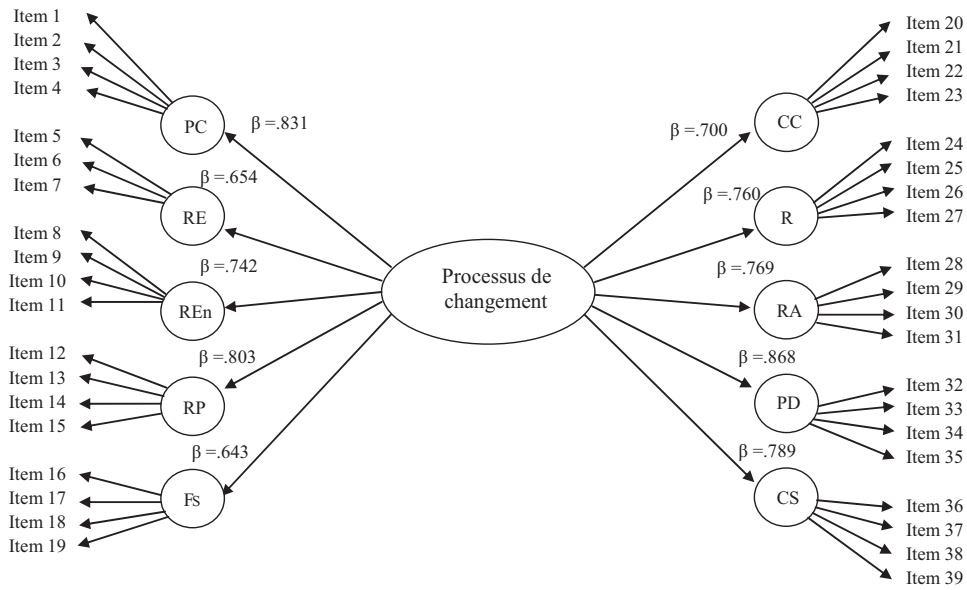 Item 1
Item 2
Item 3
Item 4
PC
β =.831
Item 5
Item 6
Item 7
RE
β =.654
Item 8
Item 9
Item 10
Item 11
REn
β =.742
Item 12
Item 13
Item 14
Item 15
RP
β =.803
Item 16
Item 17
Item 18
Item 19
Fs
β =.643
Processus de
changement
Item 20
Item 21
Item 22
Item 23
CC
β =.700
Item 24
Item 25
Item 26
Item 27
R
β =.760
Item 28
Item 29
Item 30
Item 31
RA
β =.769
Item 32
Item 33
Item 34
Item 35
PD
β =.868
Item 36
Item 37
Item 38
Item 39
CS
β =.789